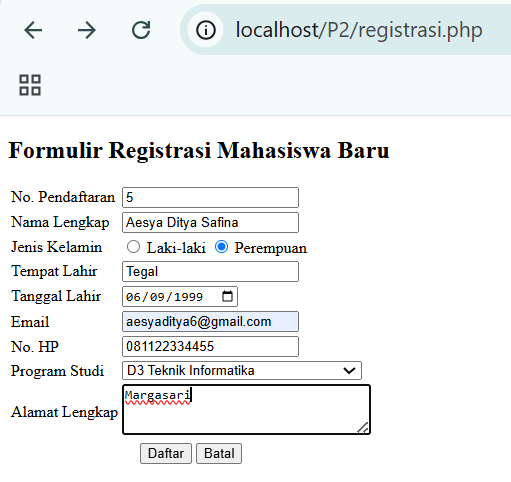 localhost/P2/registrasi.php
Formulir Registrasi Mahasiswa Baru
No. Pendaftaran 5
Nama Lengkap Aesya Ditya Safina
Jenis Kelamin Laki-laki Perempuan
Tempat Lahir Tegal
Tanggal Lahir 06/09/1999
Email aesyaditya6@gmail.com
No. HP 081122334455
Program Studi D3 Teknik Informatika
Alamat Lengkap Margasari
Daftar Batal